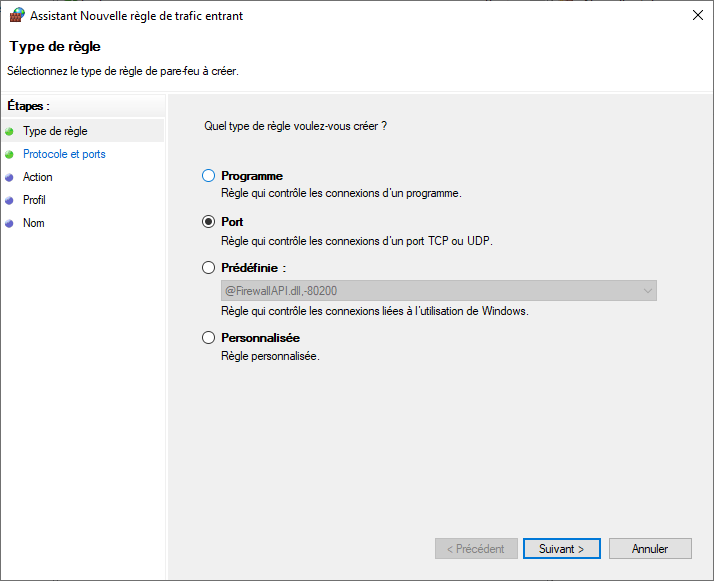 Assistant Nouvelle règle de trafic entrant
Type de règle
Sélectionnez le type de règle de pare-feu à créer.
Étapes :
Type de règle
Protocole et ports
Action
Profil
Nom
Quel type de règle voulez-vous créer ?
Programme
Règle qui contrôle les connexions d'un programme.
Port
Règle qui contrôle les connexions d'un port TCP ou UDP.
Prédéfinie :
@FirewallAPI.dll,-80200
Règle qui contrôle les connexions liées à l'utilisation de Windows.
Personnalisée
Règle personnalisée.
< Précédent
Suivant >
Annuler